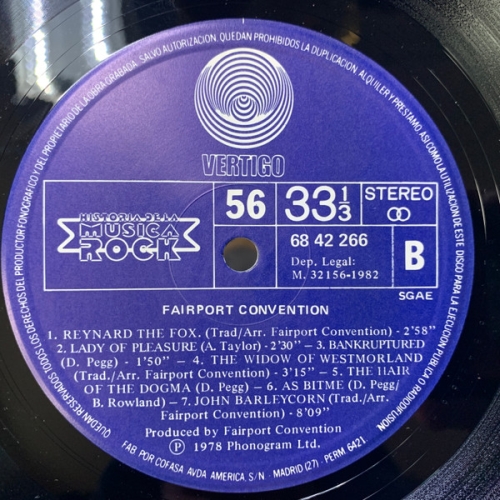 QUEDAN RESERVADOS TODOS LOS DERECHOS DEL PRODUCTOR FONOGRAFICO Y DEL PROPIETARIO DE LA OBRA GRABADA. SALVO AUTORIZACION, QUEDAN PROHIBIDOS LA DUPLICACION, ALQUILER Y PRESTAMO, ASI COMO LA UTILIZACION DE ESTE DISCO PARA LA EJECUCION PUBLICA O RADIODIFUSION
VERTIGO
HISTORIA DE LA
MUSICA
ROCK
56
33 1/3
STEREO
68 42 266
Dep. Legal:
M. 32156-1982
B
SGAE
FAIRPORT CONVENTION
1. REYNARD THE FOX. (Trad/Arr. Fairport Convention) - 2'58"
2. LADY OF PLEASURE (A. Taylor) - 2'30" – 3. BANKRUPTURED
(D. Pegg) - 1'50" – 4. THE WIDOW OF WESTMORLAND
(Trad./Arr. Fairport Convention) - 3'15" – 5. THE HAIR
OF THE DOGMA (D. Pegg) – 6. AS BITME (D. Pegg/
B. Rowland) – 7. JOHN BARLEYCORN (Trad./Arr.
Fairport Convention) - 8'09"
Produced by Fairport Convention
Ⓟ 1978 Phonogram Ltd.
FAB. POR COFASA AVDA. AMERICA, S/N - MADRID (27) - PERM 6421